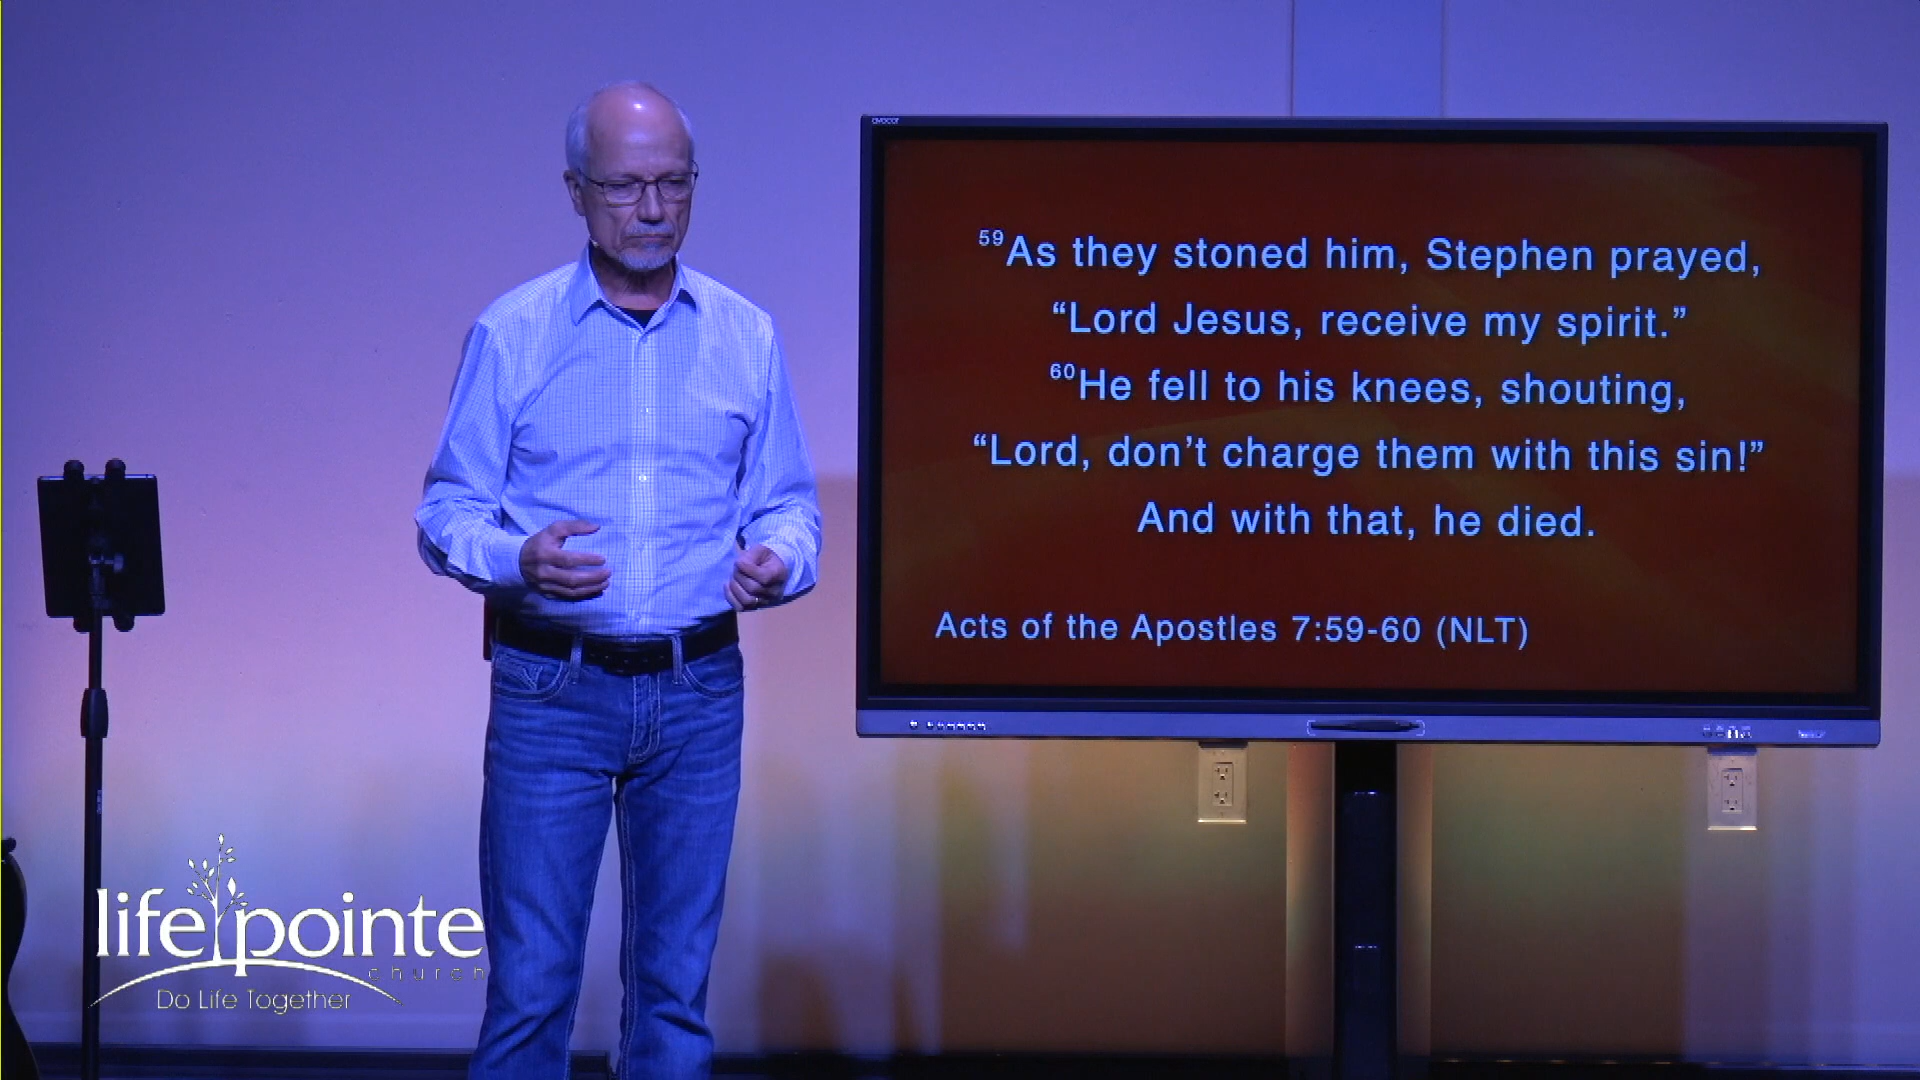 avocor
⁵⁹As they stoned him, Stephen prayed,
“Lord Jesus, receive my spirit.”
⁶⁰He fell to his knees, shouting,
“Lord, don’t charge them with this sin!”
And with that, he died.
Acts of the Apostles 7:59-60 (NLT)
life pointe
church
Do Life Together